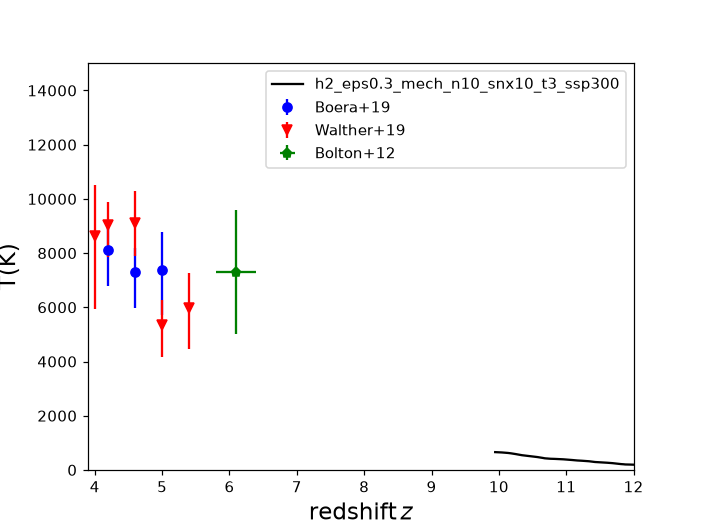 h2_eps0.3_mech_n10_snx10_t3_ssp300
Boera+19
Walther+19
Bolton+12
14000
12000
10000
8000
6000
4000
2000
0
T(K)
4 5 6 7 8 9 10 11 12
redshift z